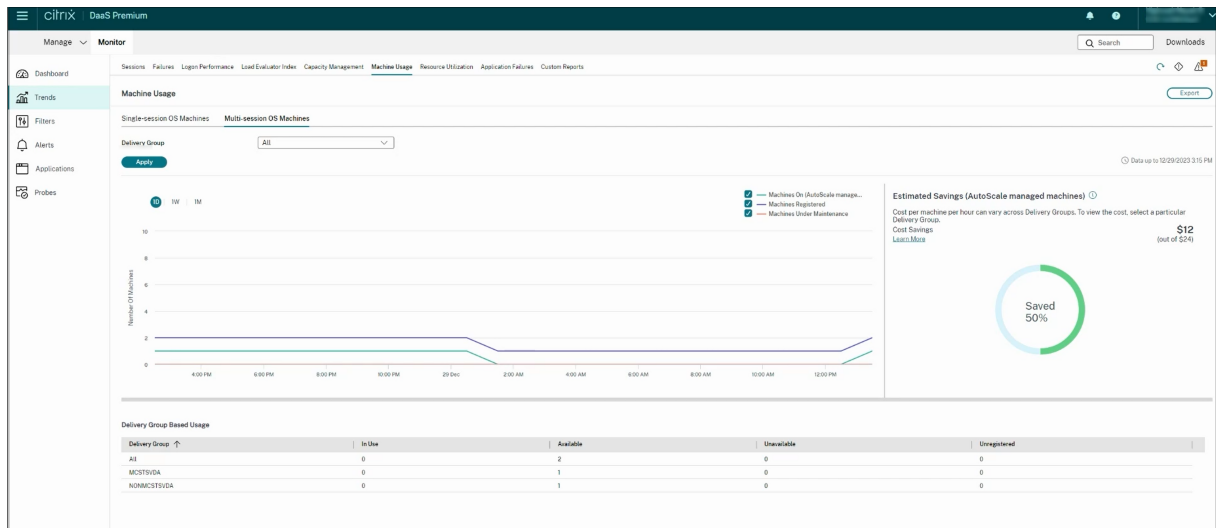 citrix | DaaS Premium
Manage Monitor Search Downloads
Dashboard
Trends
Filters
Alerts
Applications
Probes
Sessions Failures Logon Performance Load Evaluator Index Capacity Management Machine Usage Resource Utilization Application Failures Custom Reports
Machine Usage Export
Single-session OS Machines Multi-session OS Machines
Delivery Group All
Apply Data up to 12/29/2023 3:15 PM
1D 1W 1M
Machines On (AutoScale manage...
Machines Registered
Machines Under Maintenance
Number Of Machines
10
8
6
4
2
0
4:00 PM 6:00 PM 8:00 PM 10:00 PM 29 Dec 2:00 AM 4:00 AM 6:00 AM 8:00 AM 10:00 AM 12:00 PM
Estimated Savings (AutoScale managed machines)
Cost per machine per hour can vary across Delivery Groups. To view the cost, select a particular
Delivery Group.
Cost Savings $12
Learn More (out of $24)
Saved
50%
Delivery Group Based Usage
Delivery Group In Use Available Unavailable Unregistered
All 0 2 0 0
MCSTSVDA 0 1 0 0
NONMCSTSVDA 0 1 0 0